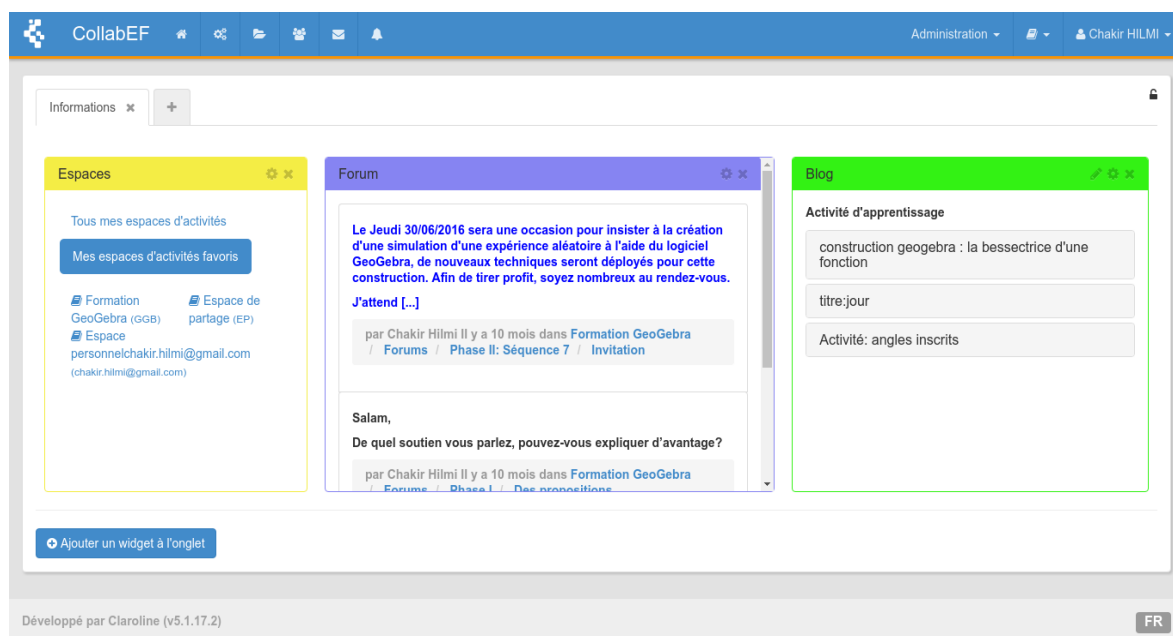 CollabEF
Administration
Chakir HILMI
Informations
Espaces
Tous mes espaces d'activités
Mes espaces d'activités favoris
Formation
GeoGebra (GGB)
Espace de
partage (EP)
Espace
personnelchakir.hilmi@gmail.com
(chakir.hilmi@gmail.com)
Forum
Le Jeudi 30/06/2016 sera une occasion pour insister à la création
d'une simulation d'une expérience aléatoire à l'aide du logiciel
GeoGebra, de nouveaux techniques seront déployés pour cette
construction. Afin de tirer profit, soyez nombreux au rendez-vous.
J'attend [...]
par Chakir Hilmi Il y a 10 mois dans Formation GeoGebra
/ Forums / Phase II: Séquence 7 / Invitation
Salam,
De quel soutien vous parlez, pouvez-vous expliquer d'avantage?
par Chakir Hilmi Il y a 10 mois dans Formation GeoGebra
/ Forums / Phase I / Des propositions
Blog
Activité d'apprentissage
construction geogebra : la bessectrice d'une
fonction
titre:jour
Activité: angles inscrits
Ajouter un widget à l'onglet
Développé par Claroline (v5.1.17.2)
FR